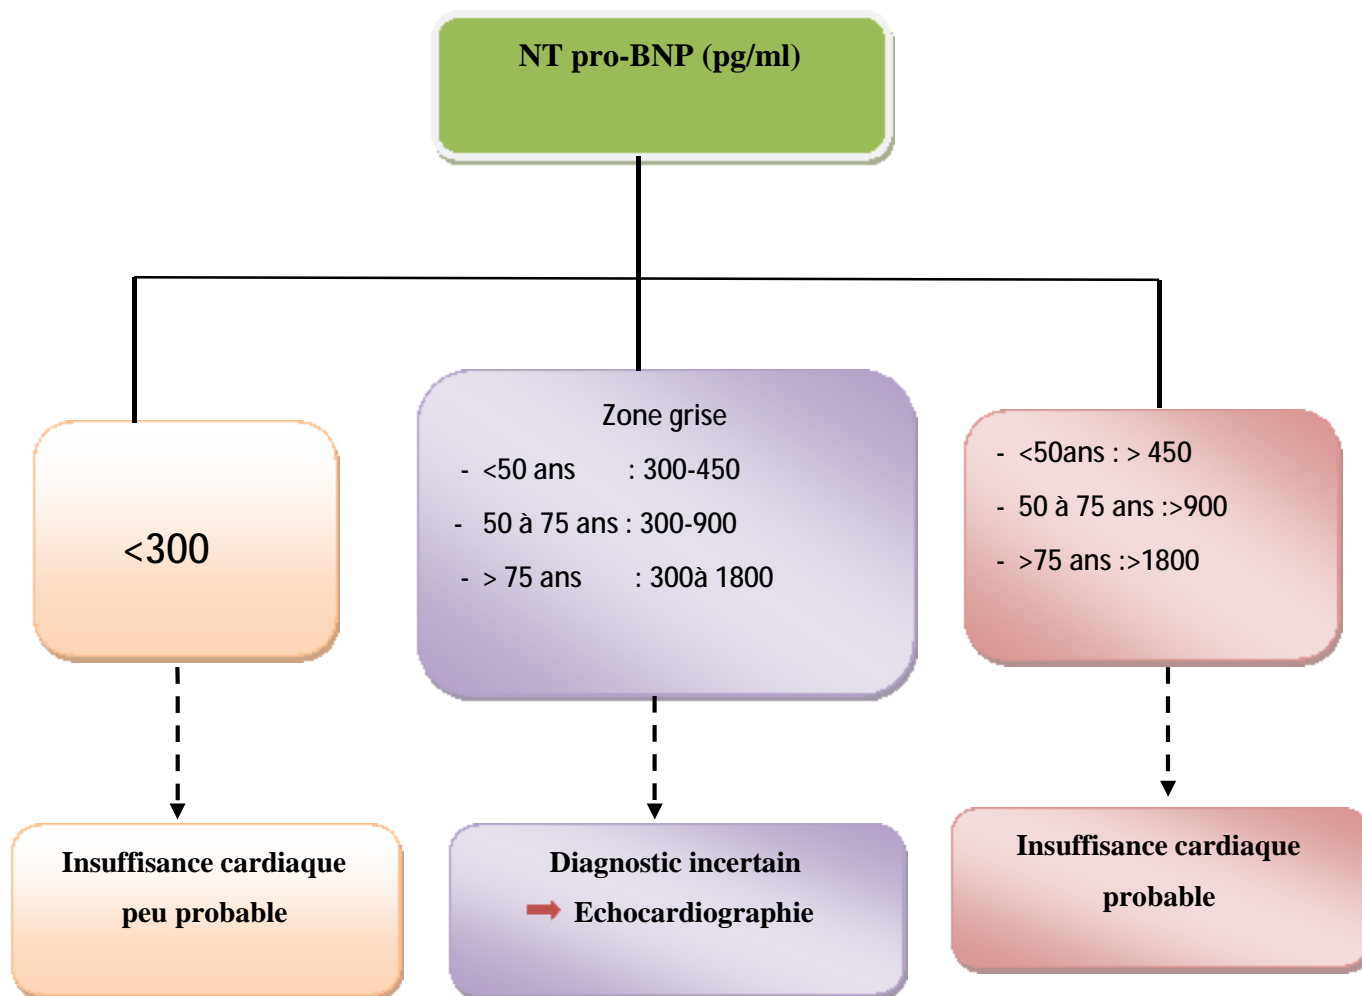 NT pro-BNP (pg/ml)
<300
Zone grise
- <50 ans : 300-450
- 50 à 75 ans : 300-900
- > 75 ans : 300à 1800
- <50ans : > 450
- 50 à 75 ans :>900
- >75 ans :>1800
Insuffisance cardiaque
peu probable
Diagnostic incertain
Echocardiographie
Insuffisance cardiaque
probable